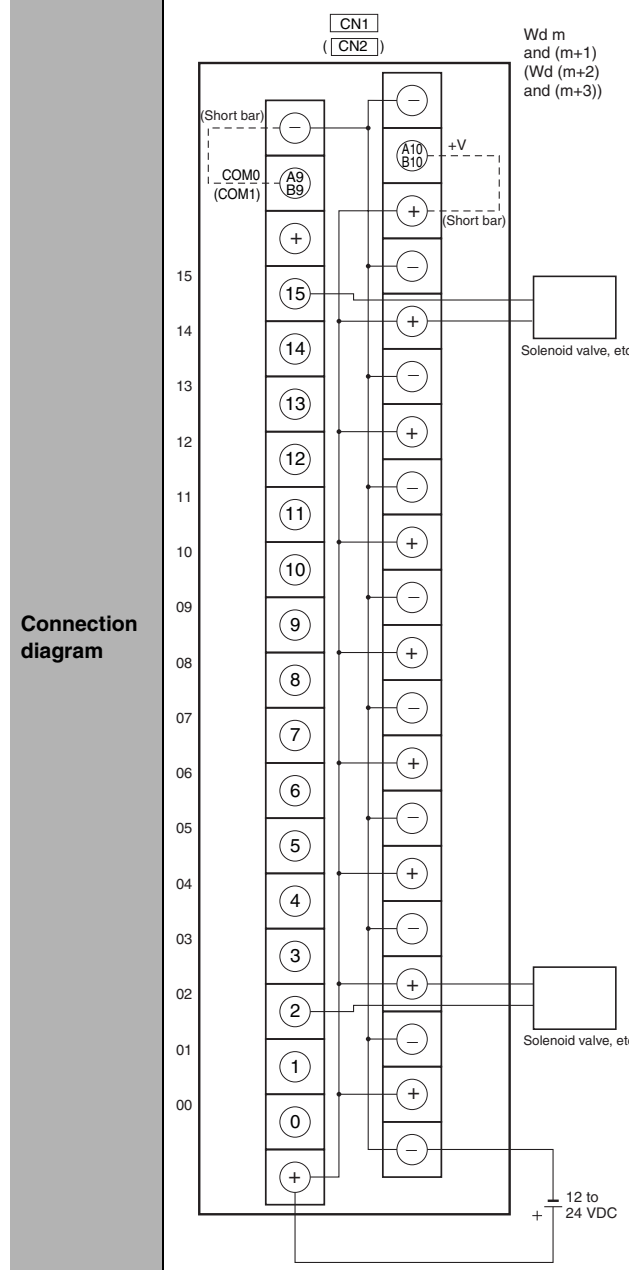 CN1
( CN2 )
Wd m
and (m+1)
(Wd (m+2)
and (m+3))
(Short bar)
−
−
COM0
(COM1)
A9
B9
A10
B10
+V
+
+
(Short bar)
15
15
−
+
Solenoid valve, etc
14
14
−
13
13
+
12
12
−
11
11
+
10
10
−
09
9
+
08
8
−
07
7
+
06
6
−
05
5
+
04
4
−
03
3
+
02
2
−
Solenoid valve, etc
01
1
+
00
0
−
+
12 to
+ 24 VDC
Connection
diagram